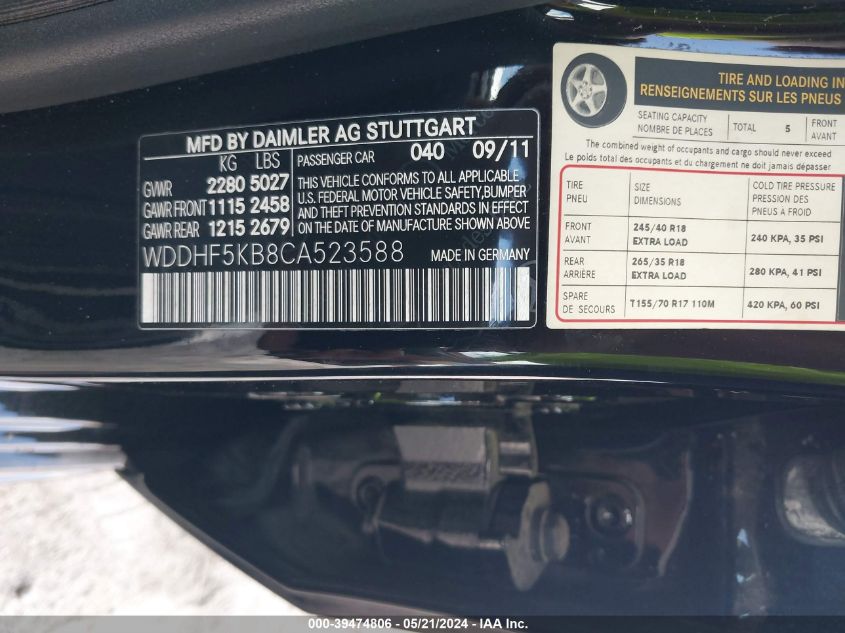 MFD BY DAIMLER AG STUTTGART
KG LBS
GVWR 2280 5027
GAWR FRONT 1115 2458
GAWR REAR 1215 2679
PASSENGER CAR 040 09/11
THIS VEHICLE CONFORMS TO ALL APPLICABLE
U.S. FEDERAL MOTOR VEHICLE SAFETY, BUMPER
AND THEFT PREVENTION STANDARDS IN EFFECT
ON THE DATE OF MANUFACTURE SHOWN ABOVE
WDDHF5KB8CA523588
MADE IN GERMANY
TIRE AND LOADING IN
RENSEIGNEMENTS SUR LES PNEUS
SEATING CAPACITY
NOMBRE DE PLACES
TOTAL 5
FRONT
AVANT
The combined weight of occupants and cargo should never exceed
Le poids total des occupants et du chargement ne doit jamais dépasser
TIRE
PNEU
SIZE
DIMENSIONS
COLD TIRE PRESSURE
PRESSION DES
PNEUS A FROID
FRONT
AVANT
245/40 R18
EXTRA LOAD
240 KPA, 35 PSI
REAR
ARRIÈRE
265/35 R18
EXTRA LOAD
280 KPA, 41 PSI
SPARE
DE SECOURS
T155/70 R17 110M
420 KPA, 60 PSI
000-39474806 - 05/21/2024 - IAA Inc.